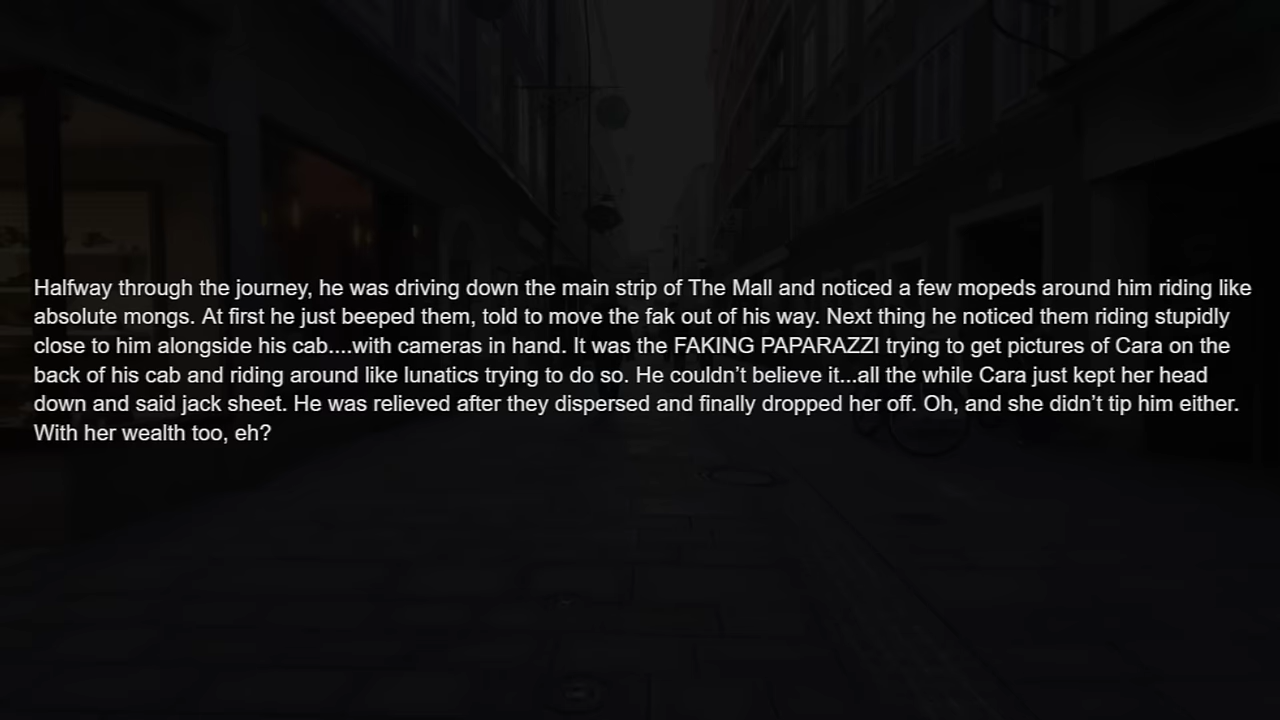 Halfway through the journey, he was driving down the main strip of The Mall and noticed a few mopeds around him riding like
absolute mongs. At first he just beeped them, told to move the fak out of his way. Next thing he noticed them riding stupidly
close to him alongside his cab....with cameras in hand. It was the FAKING PAPARAZZI trying to get pictures of Cara on the
back of his cab and riding around like lunatics trying to do so. He couldn’t believe it...all the while Cara just kept her head
down and said jack sheet. He was relieved after they dispersed and finally dropped her off. Oh, and she didn’t tip him either.
With her wealth too, eh?